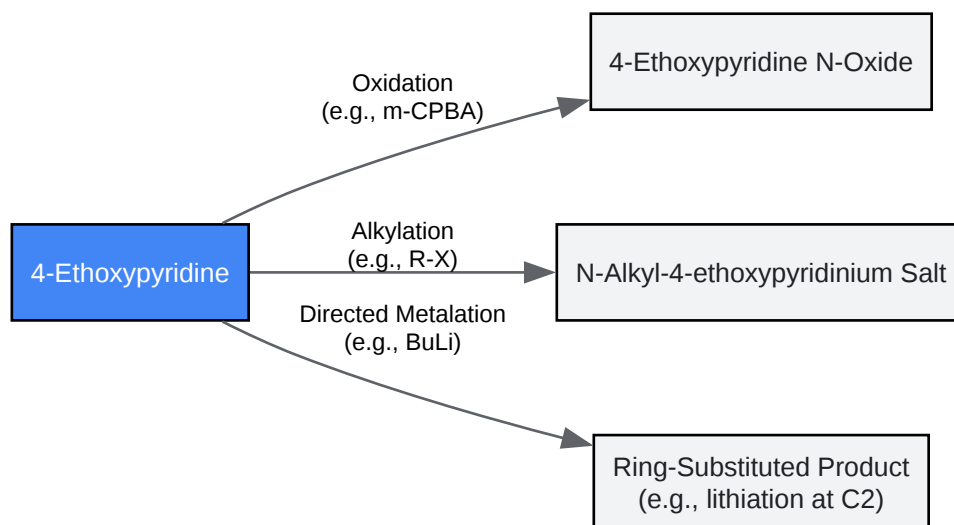 4-Ethoxypyridine
Oxidation
(e.g., m-CPBA)
4-Ethoxypyridine N-Oxide
Alkylation
(e.g., R-X)
N-Alkyl-4-ethoxypyridinium Salt
Directed Metalation
(e.g., BuLi)
Ring-Substituted Product
(e.g., lithiation at C2)